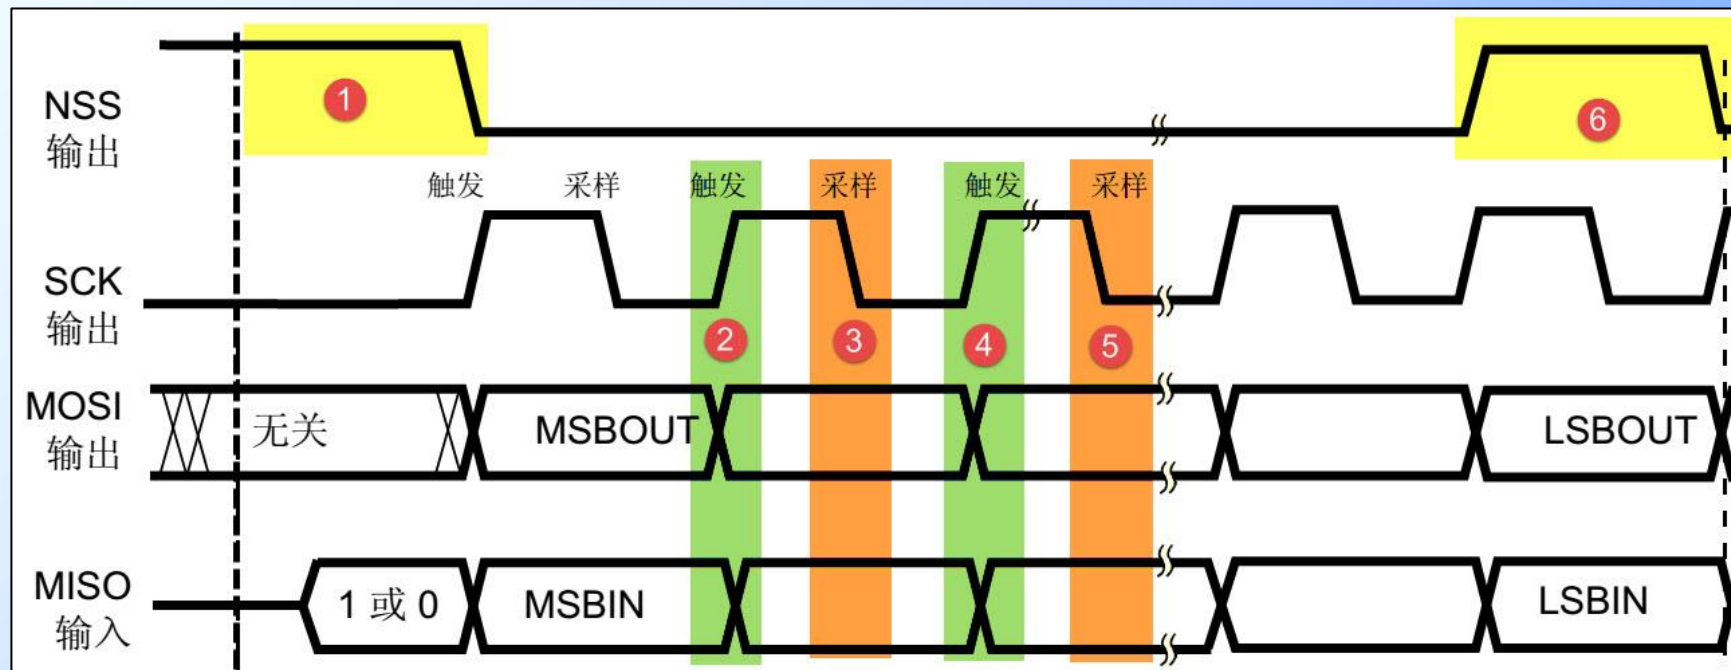 1
NSS
输出
6
触发
采样
触发
采样
触发
采样
SCK
输出
2
3
4
5
MOSI
输出
无关
MSBOUT
LSBOUT
MISO
输入
1 或 0
MSBIN
LSBIN